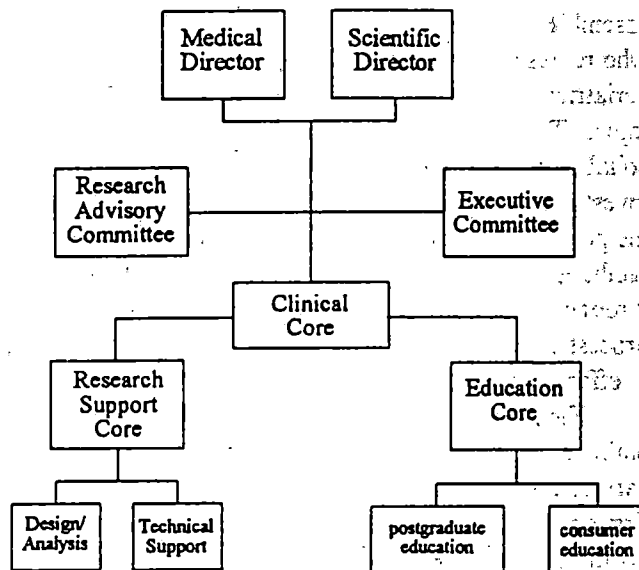 Medical
Director
Scientific
Director
Research
Advisory
Committee
Executive
Committee
Clinical
Core
Research
Support
Core
Education
Core
Design/
Analysis
Technical
Support
postgraduate
education
consumer
education